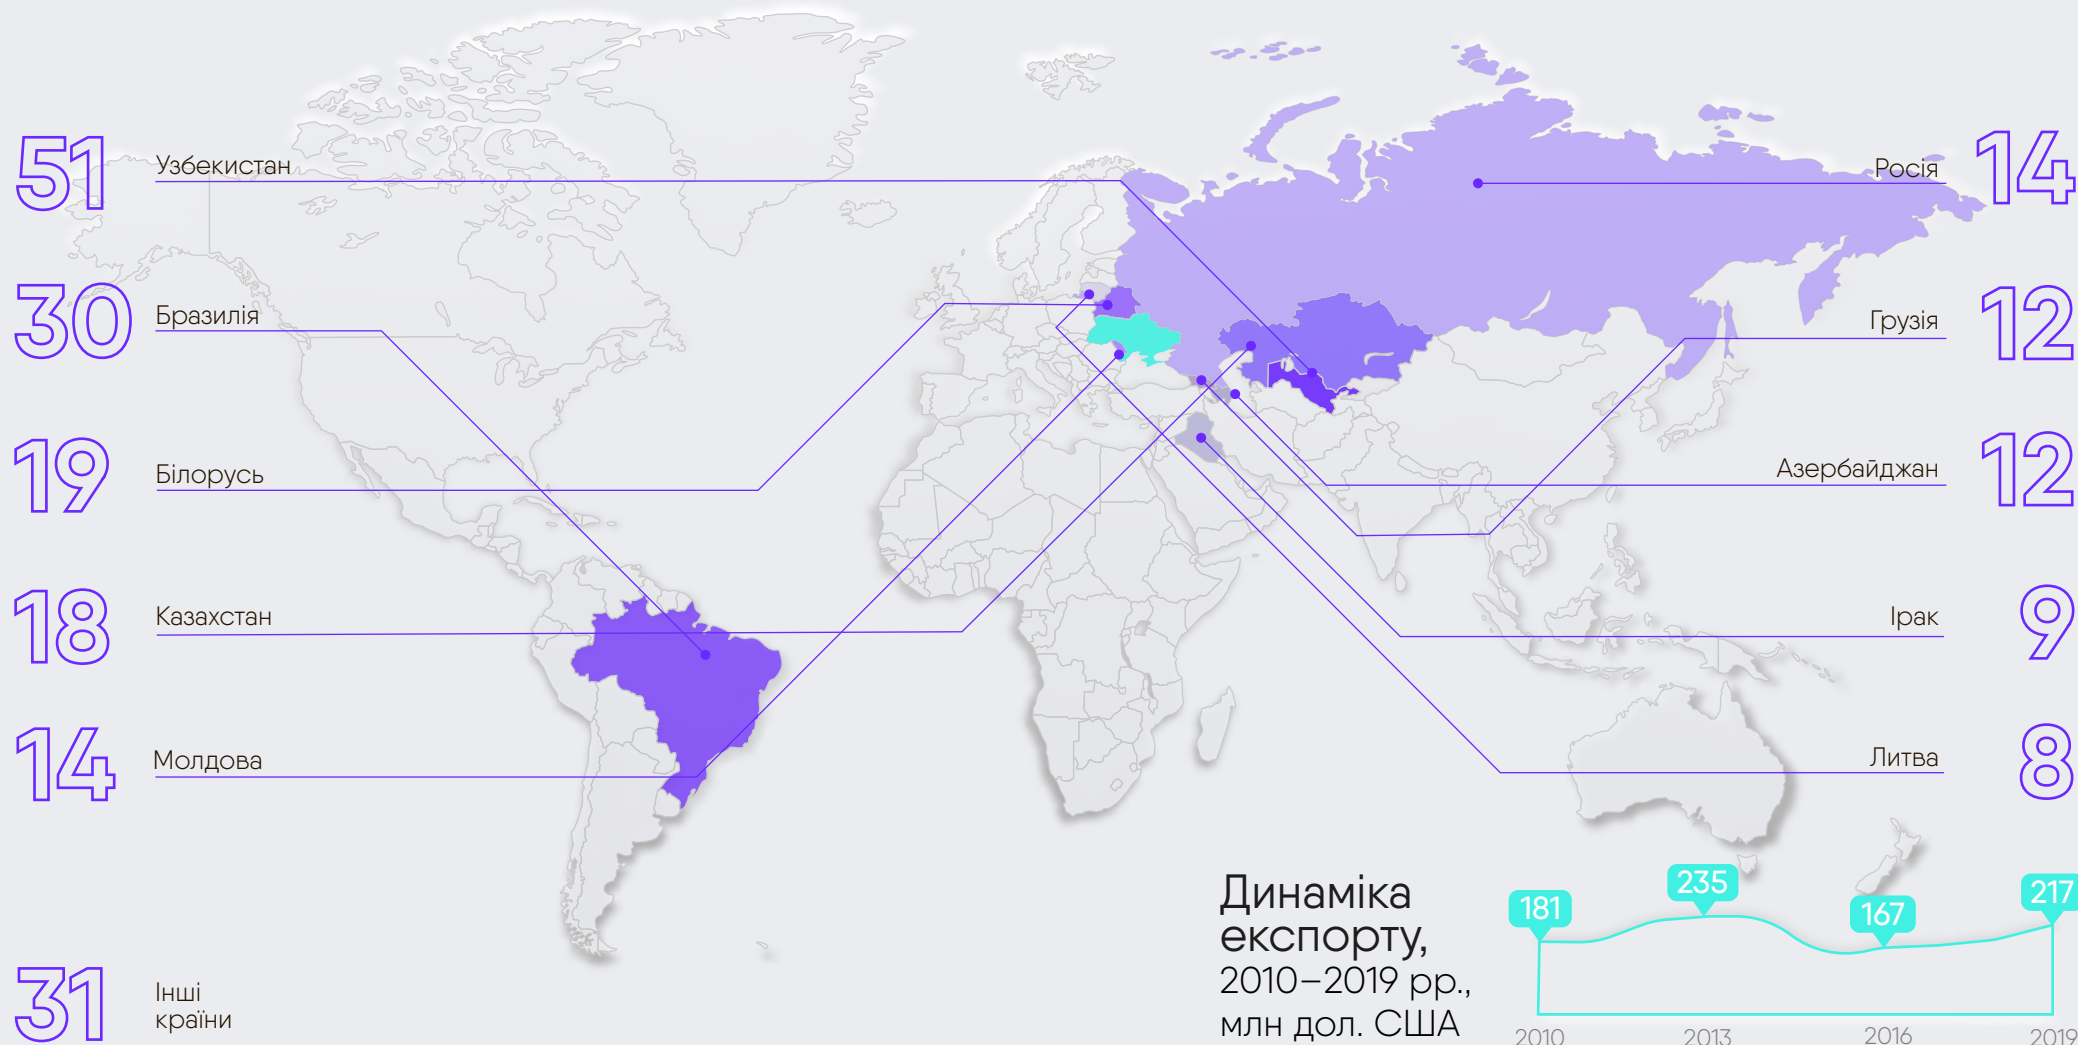 51
Узбекистан
30
Бразилія
19
Білорусь
18
Казахстан
14
Молдова
31
Інші
країни
Росія
14
Грузія
12
Азербайджан
12
Ірак
9
Литва
8
Динаміка
експорту,
2010–2019 рр.,
млн дол. США
181
235
167
217
2010
2013
2016
2019